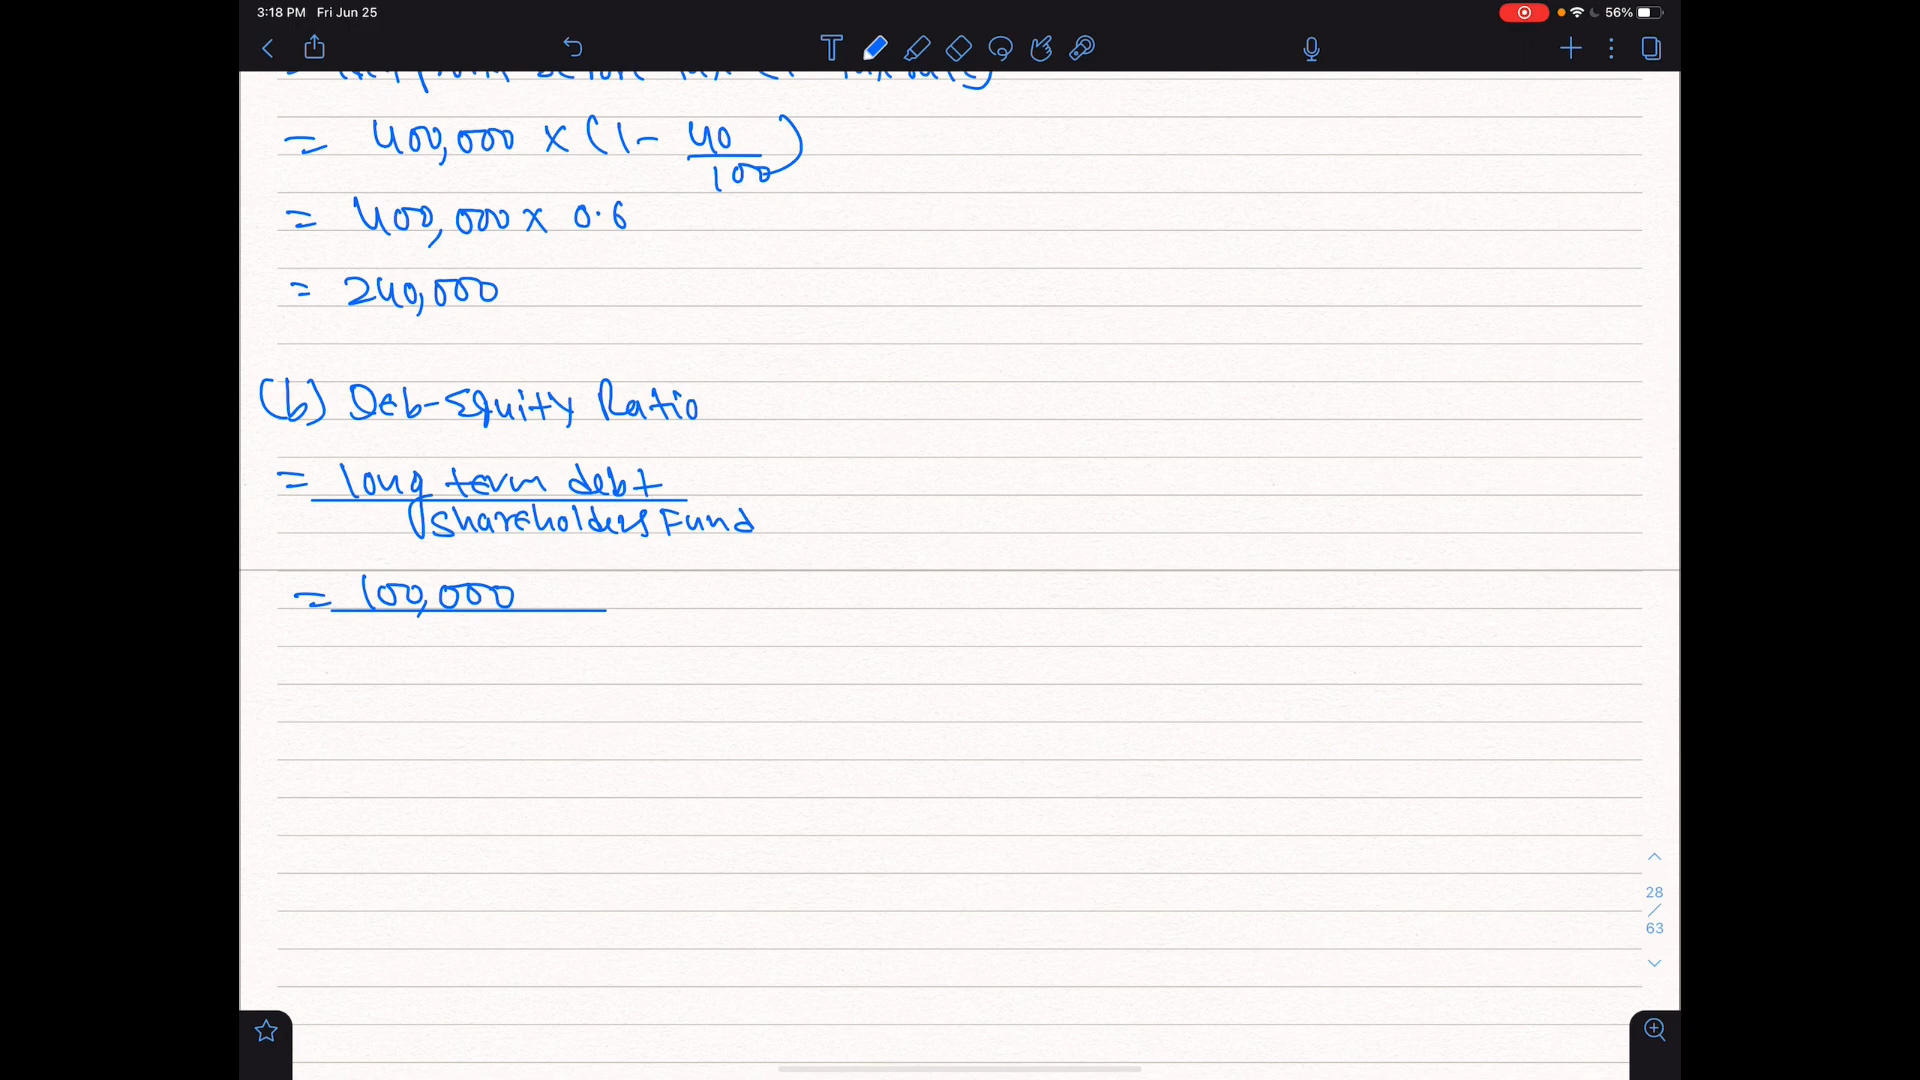 3:18 PM Fri Jun 25
56%
= 400,000 x (1 - 40/100)
= 400,000 x 0.6
= 240,000
(b) Deb-Equity Ratio
= long term debt
Shareholders Fund
= 100,000
28
/
63